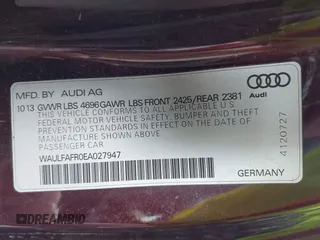 MFD BY AUDI AG
10 13 GVWR LBS 4696 GAWR LBS FRONT 2425/REAR 2381
THIS VEHICLE CONFORMS TO ALL APPLICABLE U.S.
FEDERAL MOTOR VEHICLE SAFETY, BUMPER AND THEFT
PREVENTION STANDARDS IN EFFECT ON THE DATE OF
MANUFACTURE SHOWN ABOVE.
PASSENGER CAR
WAULFAFR0EA027947
Audi
4120727
GERMANY
DREAMBID